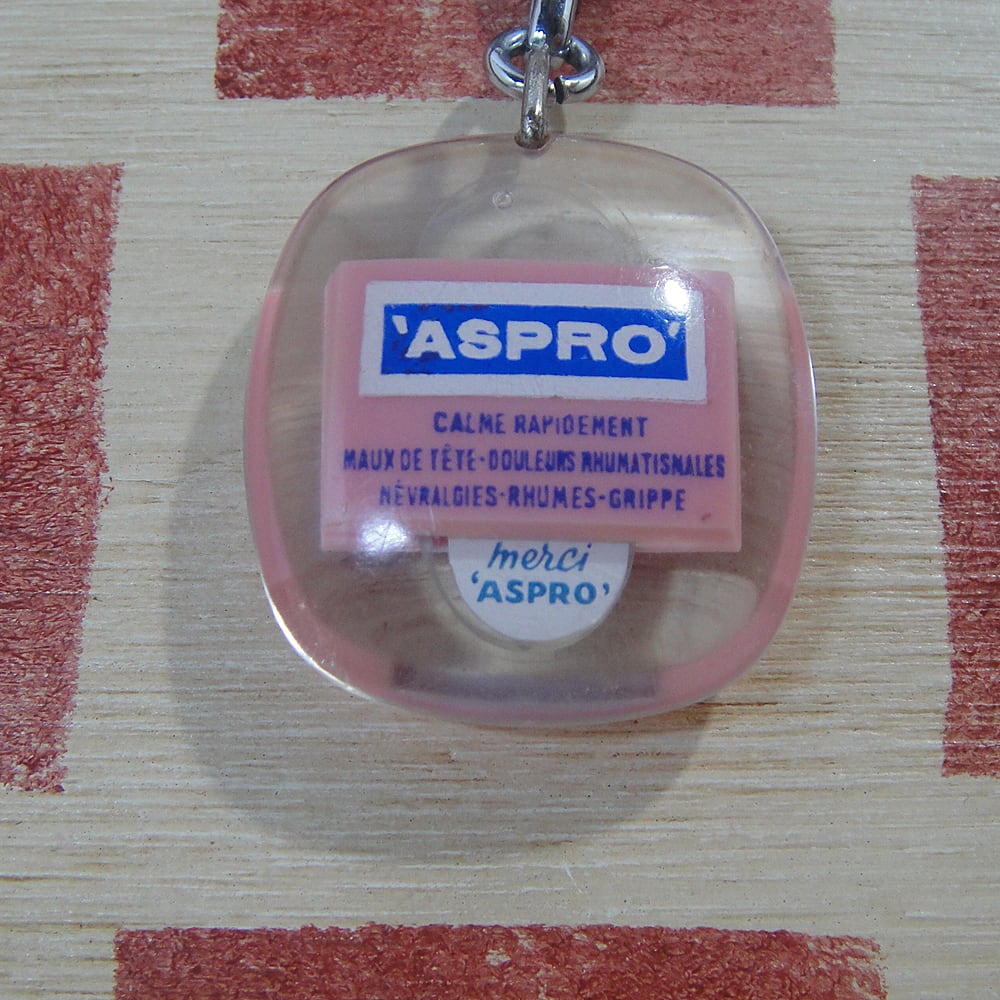 'ASPRO'
CALME RAPIDEMENT
MAUX DE TÊTE-DOULEURS RHUMATISMALES
NÉVRALGIES-RHUMES-GRIPPE
merci
'ASPRO'